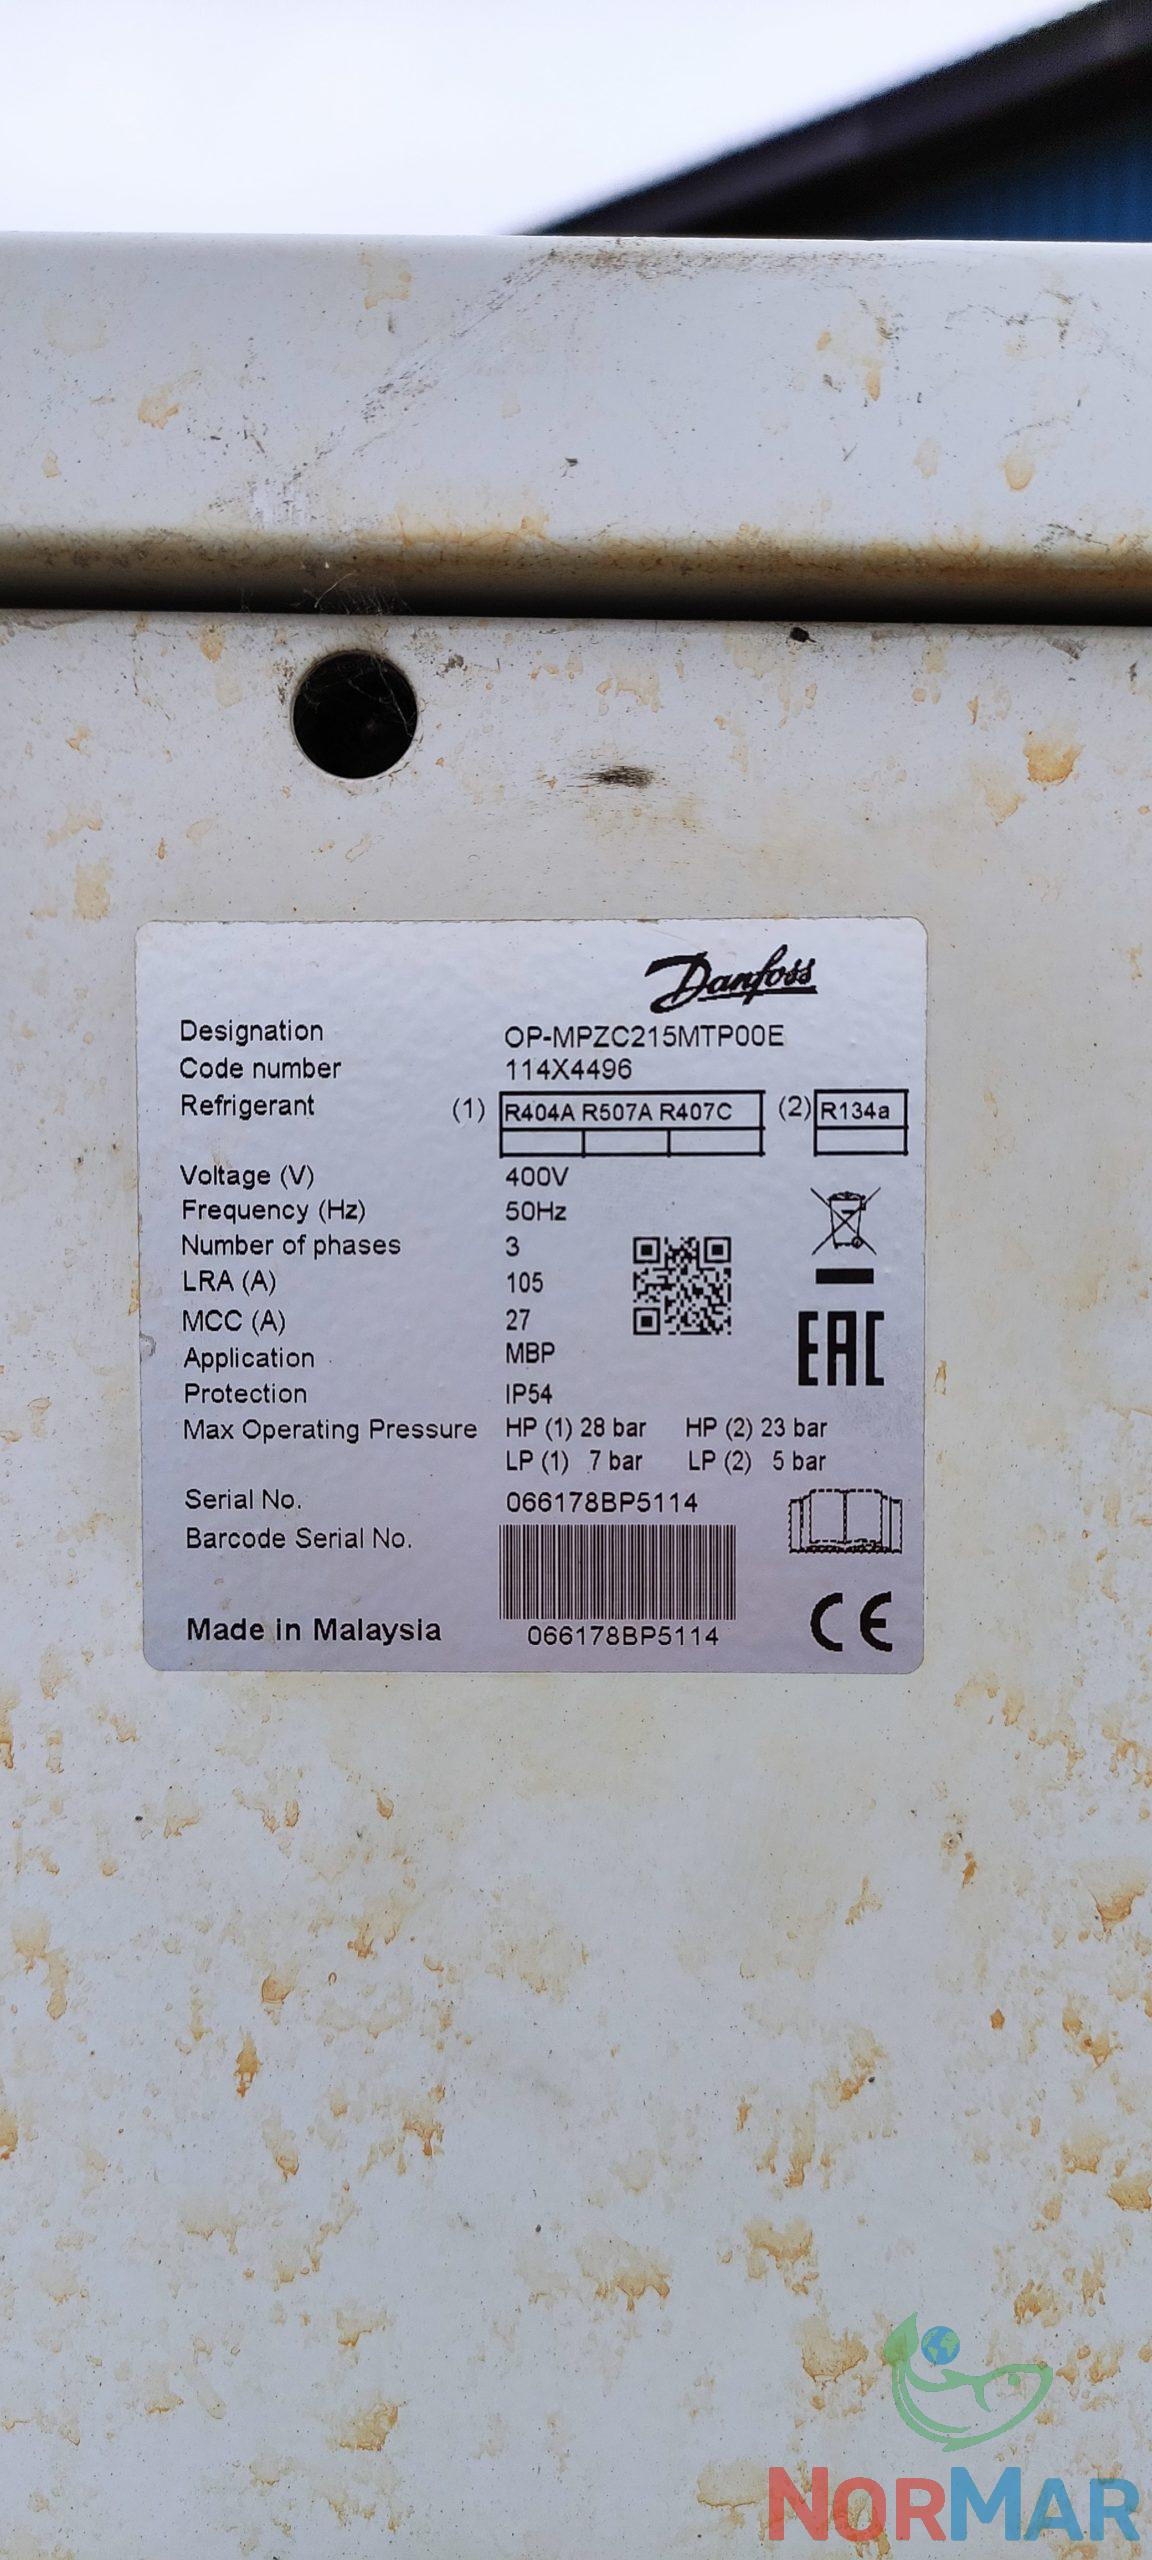 Danfoss
Designation OP-MPZC215MTP00E
Code number 114X4496
Refrigerant (1) R404A R507A R407C (2) R134a
Voltage (V) 400V
Frequency (Hz) 50Hz
Number of phases 3
LRA (A) 105
MCC (A) 27
Application MBP
EAC
Protection IP54
Max Operating Pressure HP (1) 28 bar HP (2) 23 bar
LP (1) 7 bar LP (2) 5 bar
Serial No. 066178BP5114
Barcode Serial No.
Made in Malaysia 066178BP5114
CE
NORMAR